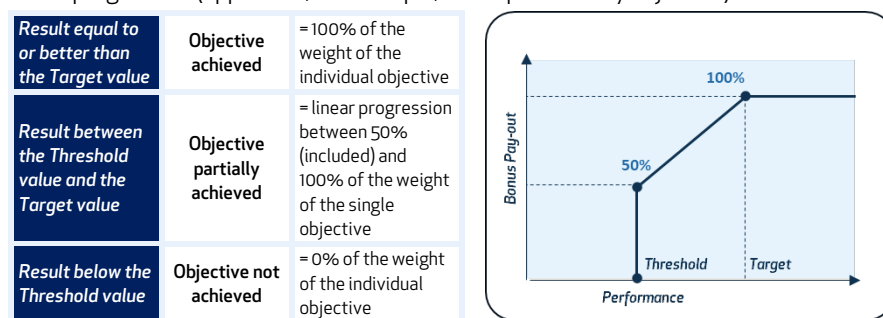 Result equal to
or better than
the Target value
Objective
achieved
= 100% of the
weight of the
individual objective
Result between
the Threshold
value and the
Target value
Objective
partially
achieved
= linear progression
between 50%
(included) and
100% of the weight
of the single
objective
Result below the
Threshold value
Objective not
achieved
= 0% of the weight
of the individual
objective
100%
50%
Bonus Pay-out
Threshold
Target
Performance